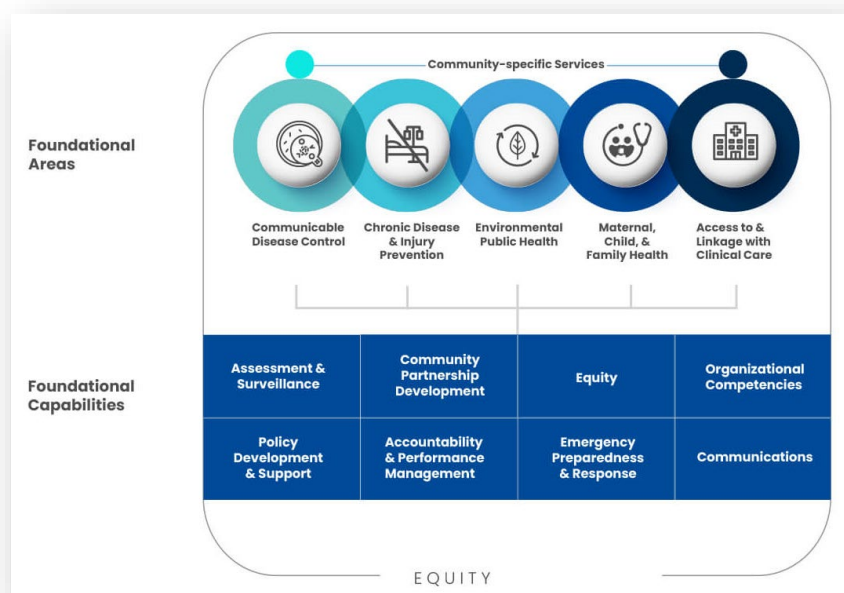 Community-specific Services
Foundational
Areas
Communicable
Disease Control
Chronic Disease
& Injury
Prevention
Environmental
Public Health
Maternal,
Child, &
Family Health
Access to &
Linkage with
Clinical Care
Foundational
Capabilities
Assessment &
Surveillance
Community
Partnership
Development
Equity
Organizational
Competencies
Policy
Development
& Support
Accountability
& Performance
Management
Emergency
Preparedness
& Response
Communications
EQUITY